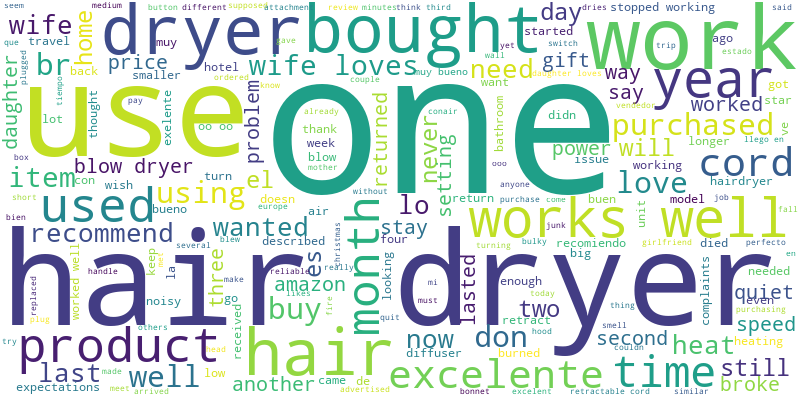 seem medium button different supposed attachment review minutes think third stopped working said
wife dryer bought work
travel muy hotel price smaller br wife loves day started gift dries switch trip yet wall
que plugged tiempo home back gave ordered know couple muy bueno need want daughter loves way say ago estado
daughter thought exelente use one year
lot pay oo oo problem already returned never setting conair bathroom didn issue power purchased worked star got
box blow dryer thank week blow mother vendedor llego en ve
item con turn using el doesn without ooo anyone working will longer hairdryer cord
short wish europe return purchase come buen love model job
used bueno wanted lo stay unit works well
bien recommend several air described four junk recomiendo girlfriend died perfecto fall
hair dryer
worked well keep la blew es christmas month looking turning bulky big needed en
noisy three reliable really lasted enough quiet
replaced handle met make go amazon mi must today two thing complaints even
plug likes fire buy quit retract smell purchasing speed
try others received product hair now don hood second couldn heat heating
last made head low diffuser burned time still
expectations well another came de excelente broke
meet arrived advertised bonnet excelent retractable cord similar